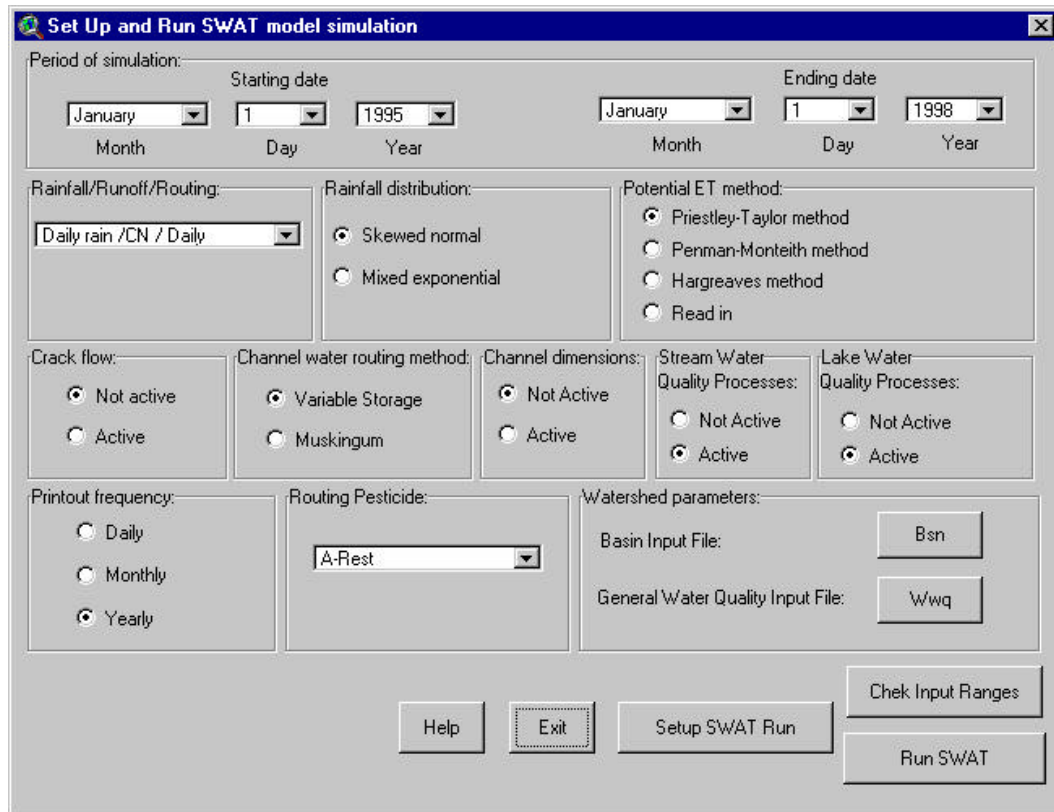 Set Up and Run SWAT model simulation
Period of simulation:
Starting date
Ending date
January 1 1995 January 1 1998
Month Day Year Month Day Year
Rainfall/Runoff/Routing:
Daily rain /CN / Daily
Rainfall distribution:
Skewed normal
Mixed exponential
Potential ET method:
Priestley-Taylor method
Penman-Monteith method
Hargreaves method
Read in
Crack flow:
Not active
Active
Channel water routing method:
Variable Storage
Muskingum
Channel dimensions:
Not Active
Active
Stream Water
Quality Processes:
Not Active
Active
Lake Water
Quality Processes:
Not Active
Active
Printout frequency:
Daily
Monthly
Yearly
Routing Pesticide:
A-Rest
Watershed parameters:
Basin Input File: Bsn
General Water Quality Input File: Wwq
Chek Input Ranges
Help Exit Setup SWAT Run
Run SWAT